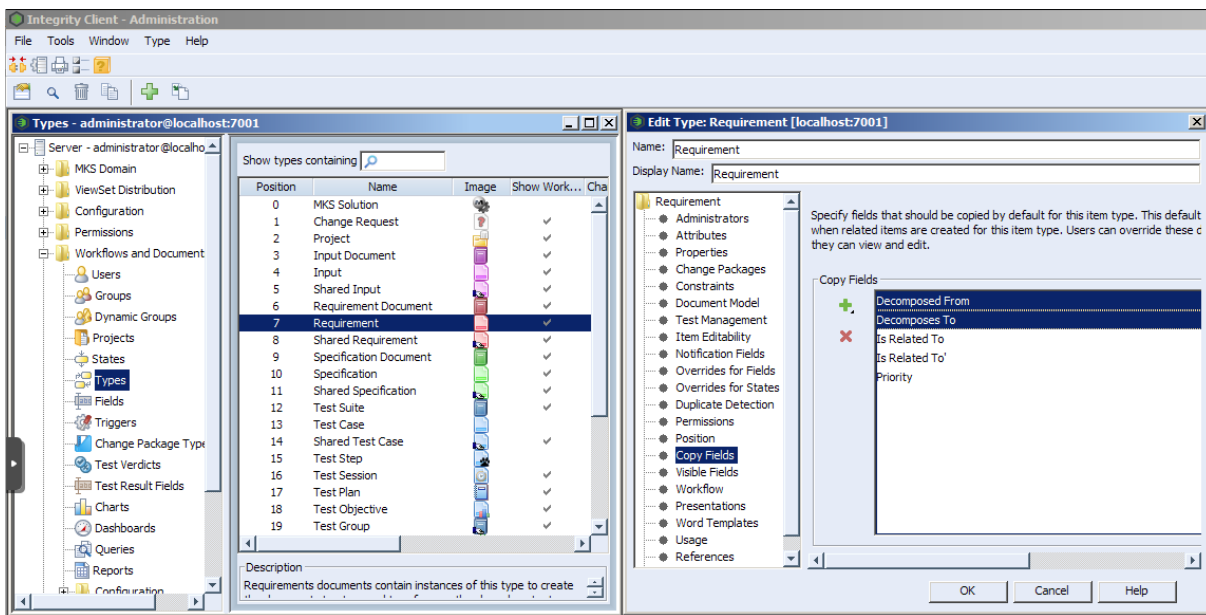 Integrity Client - Administration
File Tools Window Type Help
Types - administrator@localhost:7001
Server - administrator@localho
MKS Domain
ViewSet Distribution
Configuration
Permissions
Workflows and Document
Users
Groups
Dynamic Groups
Projects
States
Types
Fields
Triggers
Change Package Type
Test Verdicts
Test Result Fields
Charts
Dashboards
Queries
Reports
Configuration
Show types containing
Position Name Image Show Work... Cha
0 MKS Solution
1 Change Request
2 Project
3 Input Document
4 Input
5 Shared Input
6 Requirement Document
7 Requirement
8 Shared Requirement
9 Specification Document
10 Specification
11 Shared Specification
12 Test Suite
13 Test Case
14 Shared Test Case
15 Test Step
16 Test Session
17 Test Plan
18 Test Objective
19 Test Group
Description
Requirements documents contain instances of this type to create
Edit Type: Requirement [localhost:7001]
Name: Requirement
Display Name: Requirement
Requirement
Administrators
Attributes
Properties
Change Packages
Constraints
Document Model
Test Management
Item Editability
Notification Fields
Overrides for Fields
Overrides for States
Duplicate Detection
Permissions
Position
Copy Fields
Visible Fields
Workflow
Presentations
Word Templates
Usage
References
Specify fields that should be copied by default for this item type. This default
when related items are created for this item type. Users can override these d
they can view and edit.
Copy Fields
Decomposed From
Decomposes To
Is Related To
Is Related To'
Priority
OK Cancel Help